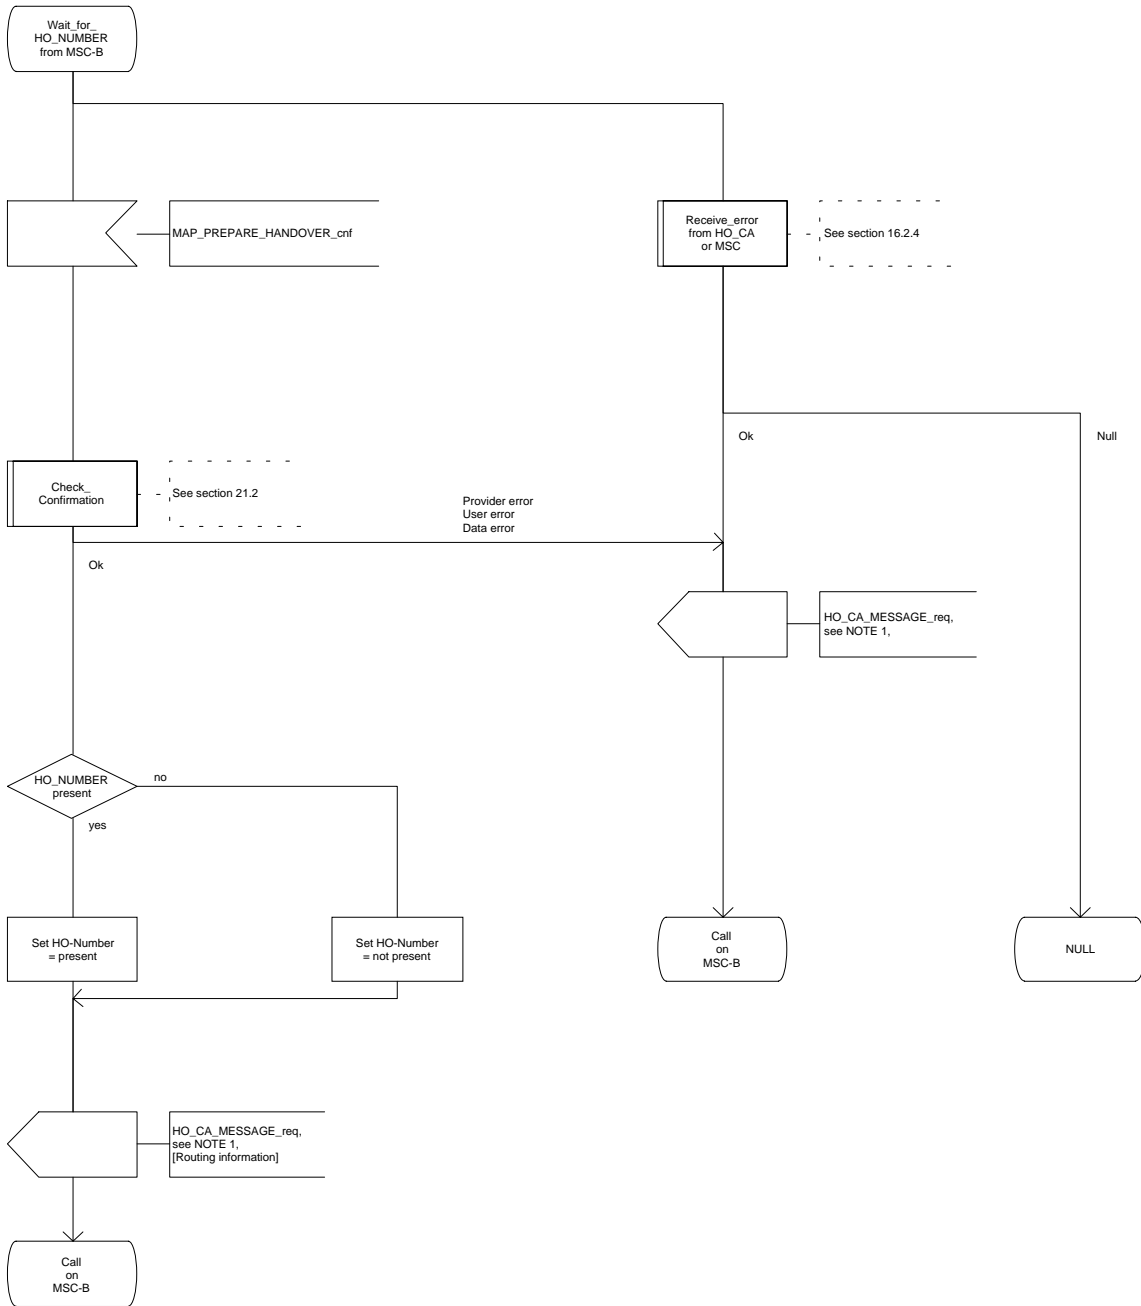 Wait_for_
HO_NUMBER
from MSC-B
MAP_PREPARE_HANDOVER_cnf
Receive_error
from HO_CA
or MSC
See section 16.2.4
Ok
Null
Check_
Confirmation
See section 21.2
Provider error
User error
Data error
Ok
HO_CA_MESSAGE_req,
see NOTE 1,
HO_NUMBER
present
no
yes
Set HO-Number
= present
Set HO-Number
= not present
Call
on
MSC-B
NULL
HO_CA_MESSAGE_req,
see NOTE 1,
[Routing information]
Call
on
MSC-B